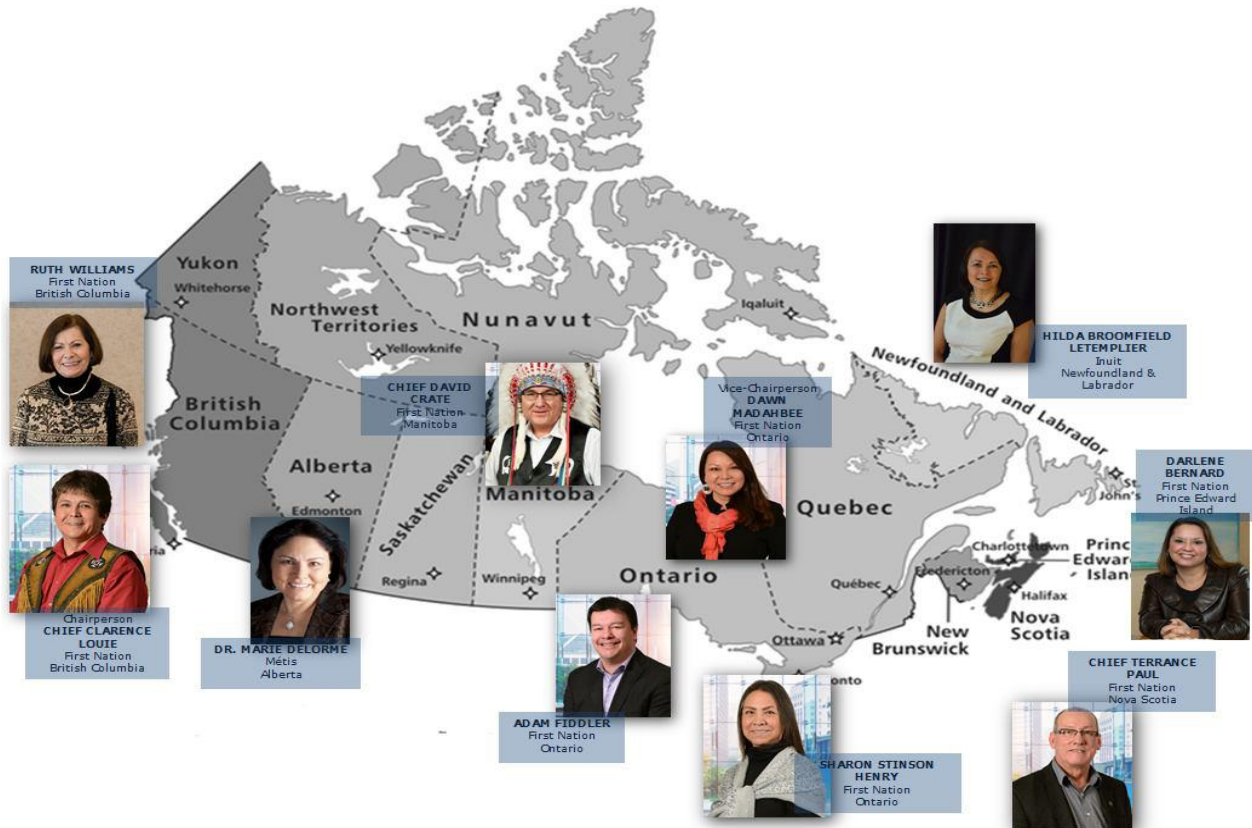 RUTH WILLIAMS
First Nation
British Columbia
Yukon
Whitehorse
Northwest
Territories
Yellowknife
Nunavut
Iqaluit
HILDA BROOMFIELD
LETEMPLIER
Inuit
Newfoundland &
Labrador
Newfoundland and Labrador
St.
John's
British
Columbia
Alberta
Edmonton
CHIEF DAVID
CRATE
First Nation
Manitoba
Saskatchewan
Regina
Manitoba
Winnipeg
Vice-Chairperson
DAWN
MADAHBEE
First Nation
Ontario
Ontario
Ottawa
Quebec
Québec
DARLENE
BERNARD
First Nation
Prince Edward
Island
Charlottetown
Princ
Edwar
Island
Fredericton
Halifax
New
Brunswick
Nova
Scotia
ria
onto
Chairperson
CHIEF CLARENCE
LOUIE
First Nation
British Columbia
DR. MARIE DELORME
Métis
Alberta
ADAM FIDDLER
First Nation
Ontario
SHARON STINSON
HENRY
First Nation
Ontario
CHIEF TERRANCE
PAUL
First Nation
Nova Scotia